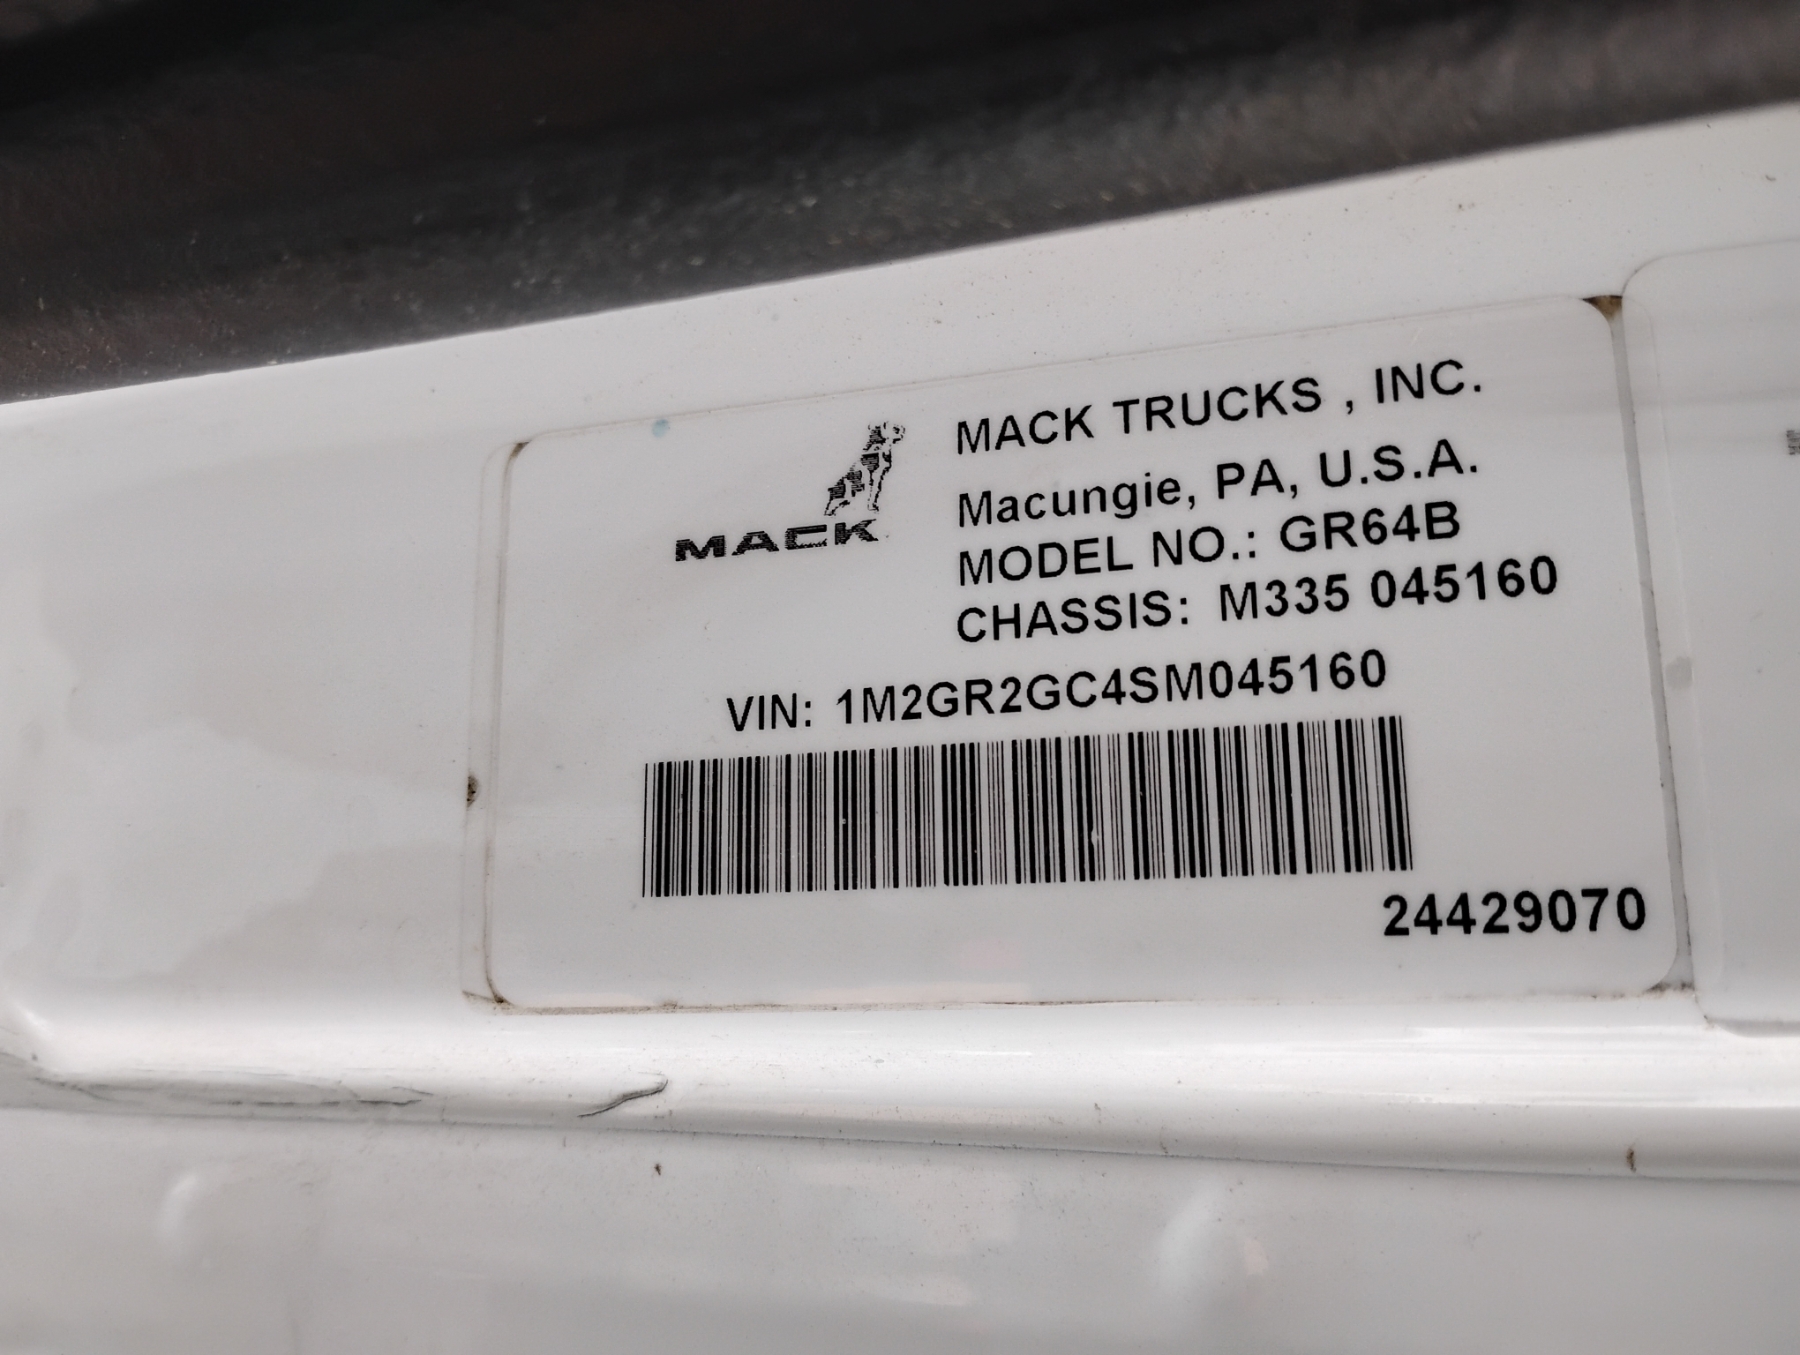 MACK
MACK TRUCKS , INC.
Macungie, PA, U.S.A.
MODEL NO.: GR64B
CHASSIS: M335 045160
VIN: 1M2GR2GC4SM045160
24429070